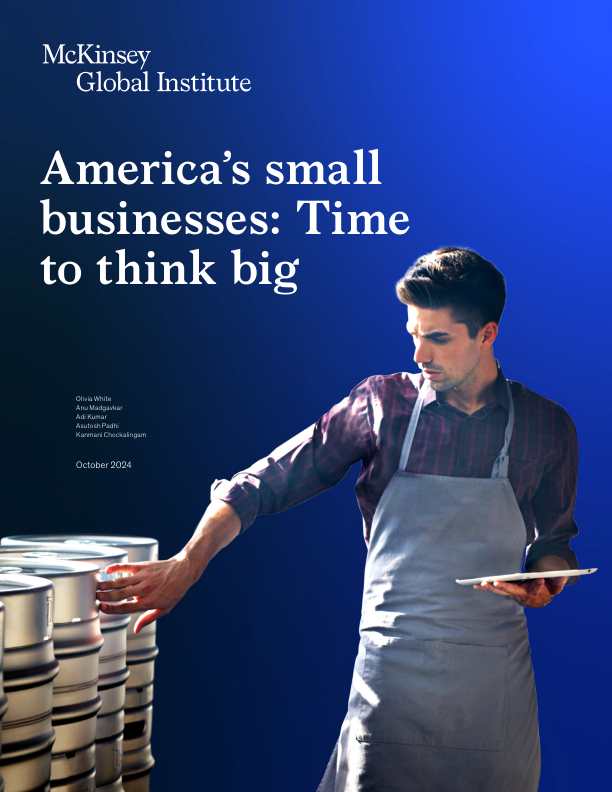 McKinsey
Global Institute
America’s small
businesses: Time
to think big
Olivia White
Anu Madgavkar
Adi Kumar
Asutosh Padhi
Kanmani Chockalingam
October 2024